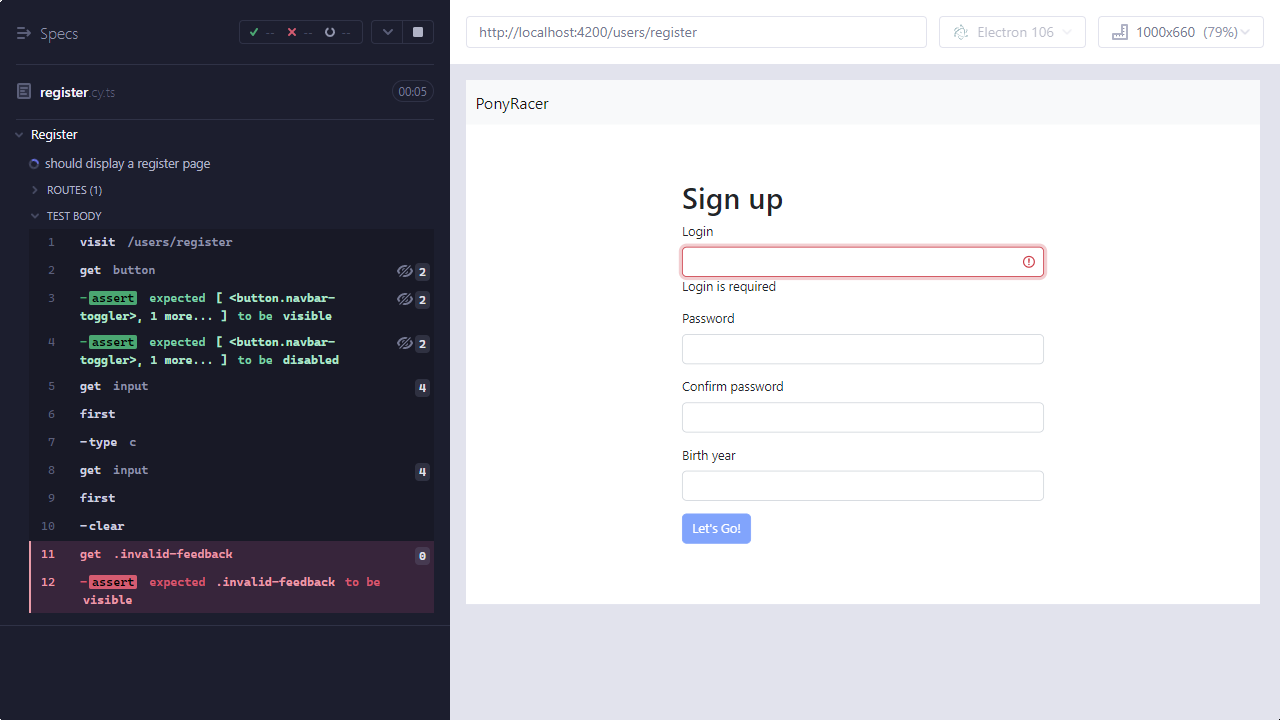 Specs
-- -- --
register.cy.ts 00:05
Register
should display a register page
ROUTES (1)
TEST BODY
1 visit /users/register
2 get button 2
3 -assert expected [ <button.navbar-
toggler>, 1 more... ] to be visible 2
4 -assert expected [ <button.navbar-
toggler>, 1 more... ] to be disabled 2
5 get input 4
6 first
7 -type c
8 get input 4
9 first
10 -clear
11 get .invalid-feedback 0
12 -assert expected .invalid-feedback to be
visible
http://localhost:4200/users/register
Electron 106
1000x660 (79%)
PonyRacer
Sign up
Login
Login is required
Password
Confirm password
Birth year
Let's Go!